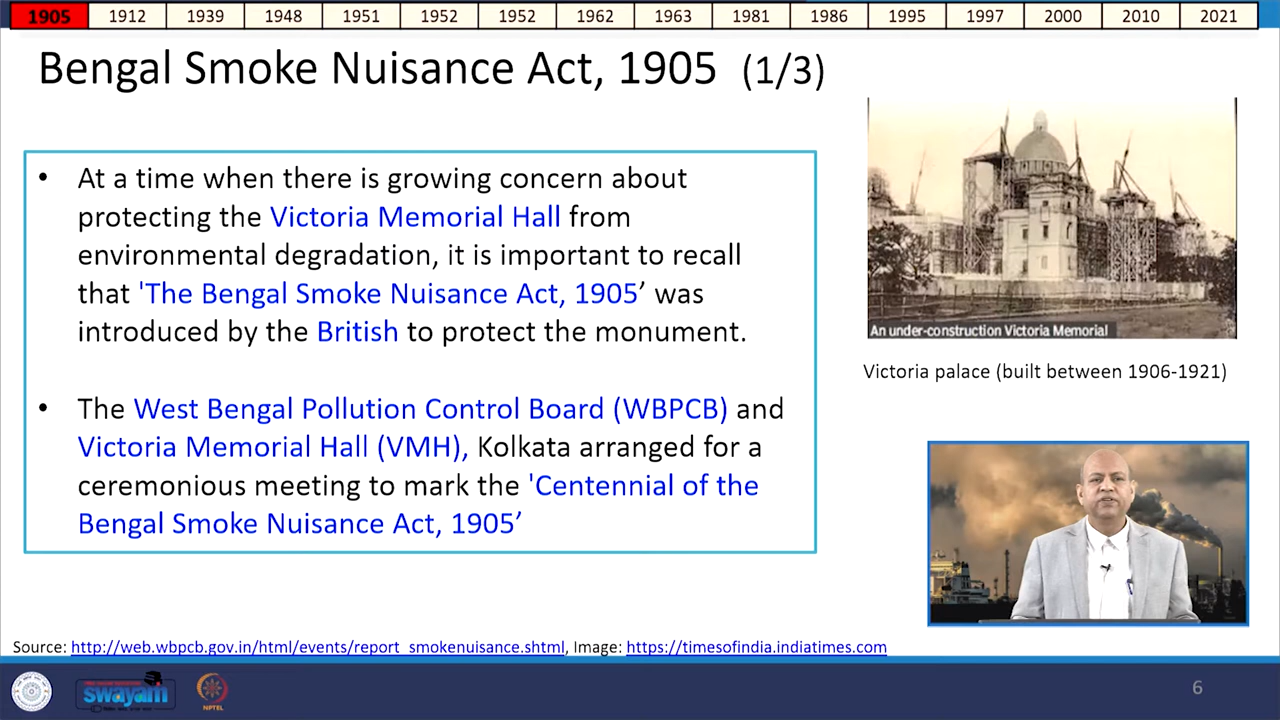 1905 1912 1939 1948 1951 1952 1952 1962 1963 1981 1986 1995 1997 2000 2010 2021
Bengal Smoke Nuisance Act, 1905 (1/3)
• At a time when there is growing concern about
protecting the Victoria Memorial Hall from
environmental degradation, it is important to recall
that 'The Bengal Smoke Nuisance Act, 1905’ was
introduced by the British to protect the monument.
• The West Bengal Pollution Control Board (WBPCB) and
Victoria Memorial Hall (VMH), Kolkata arranged for a
ceremonious meeting to mark the 'Centennial of the
Bengal Smoke Nuisance Act, 1905’
An under-construction Victoria Memorial
Victoria palace (built between 1906-1921)
Source: http://web.wbpcb.gov.in/html/events/report_smokenuisance.shtml, Image: https://timesofindia.indiatimes.com
swayam
NPTEL
6